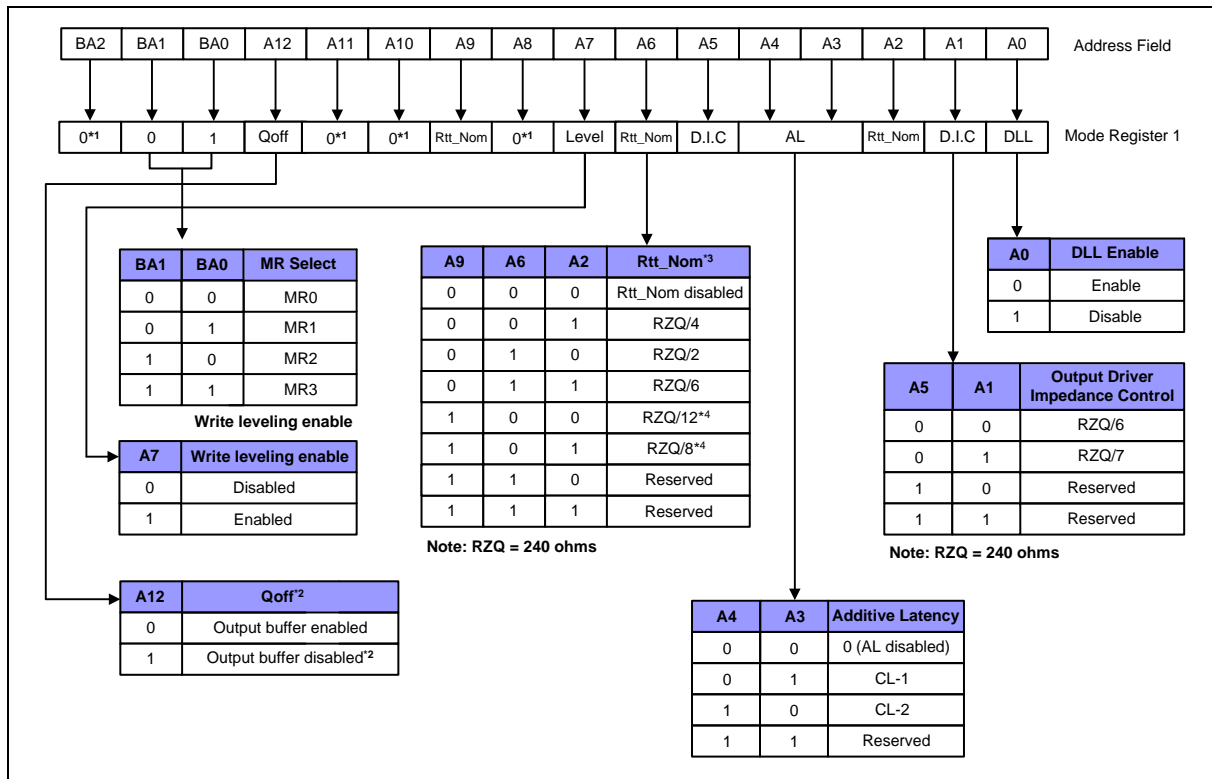 BA2 BA1 BA0 A12 A11 A10 A9 A8 A7 A6 A5 A4 A3 A2 A1 A0 Address Field
0*1 0 1 Qoff 0*1 0*1 Rtt_Nom 0*1 Level Rtt_Nom D.I.C AL Rtt_Nom D.I.C DLL Mode Register 1
BA1 BA0 MR Select
0 0 MR0
0 1 MR1
1 0 MR2
1 1 MR3
Write leveling enable
A7 Write leveling enable
0 Disabled
1 Enabled
A12 Qoff*2
0 Output buffer enabled
1 Output buffer disabled*2
A9 A6 A2 Rtt_Nom*3
0 0 0 Rtt_Nom disabled
0 0 1 RZQ/4
0 1 0 RZQ/2
0 1 1 RZQ/6
1 0 0 RZQ/12*4
1 0 1 RZQ/8*4
1 1 0 Reserved
1 1 1 Reserved
Note: RZQ = 240 ohms
A4 A3 Additive Latency
0 0 0 (AL disabled)
0 1 CL-1
1 0 CL-2
1 1 Reserved
A0 DLL Enable
0 Enable
1 Disable
A5 A1 Output Driver
Impedance Control
0 0 RZQ/6
0 1 RZQ/7
1 0 Reserved
1 1 Reserved
Note: RZQ = 240 ohms